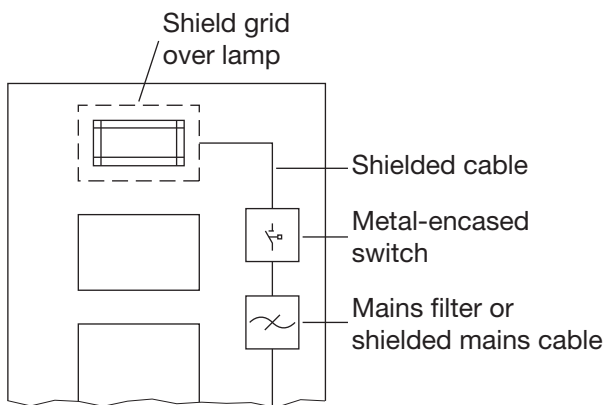 Shield grid
over lamp
Shielded cable
Metal-encased
switch
Mains filter or
shielded mains cable